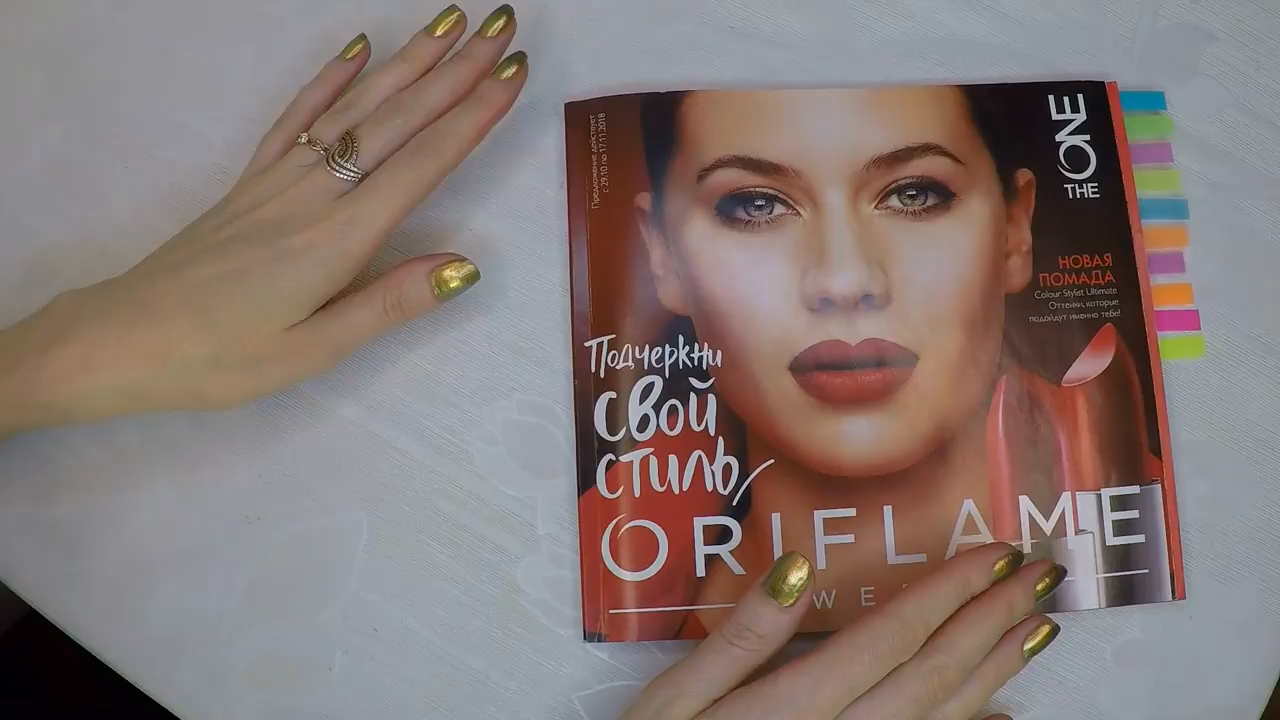 Предложение действует
с 29.10 по 17.11.2018
THE ONE
НОВАЯ
ПОМАДА
Colour Stylist Ultimate
Оттенки, которые
подойдут именно тебе!
Подчеркни
свой
стиль
ORIFLAME